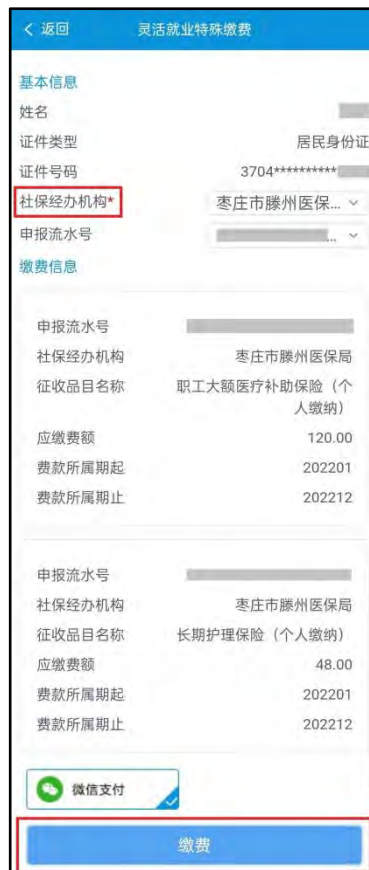 < 返回 灵活就业特殊缴费
基本信息
姓名
证件类型 居民身份证
证件号码 3704**********
社保经办机构* 枣庄市滕州医保...
申报流水号 ...
缴费信息
申报流水号
社保经办机构 枣庄市滕州医保局
征收品目名称 职工大额医疗补助保险（个
人缴纳）
应缴费额 120.00
费款所属期起 202201
费款所属期止 202212
申报流水号
社保经办机构 枣庄市滕州医保局
征收品目名称 长期护理保险（个人缴纳）
应缴费额 48.00
费款所属期起 202201
费款所属期止 202212
微信支付
缴费